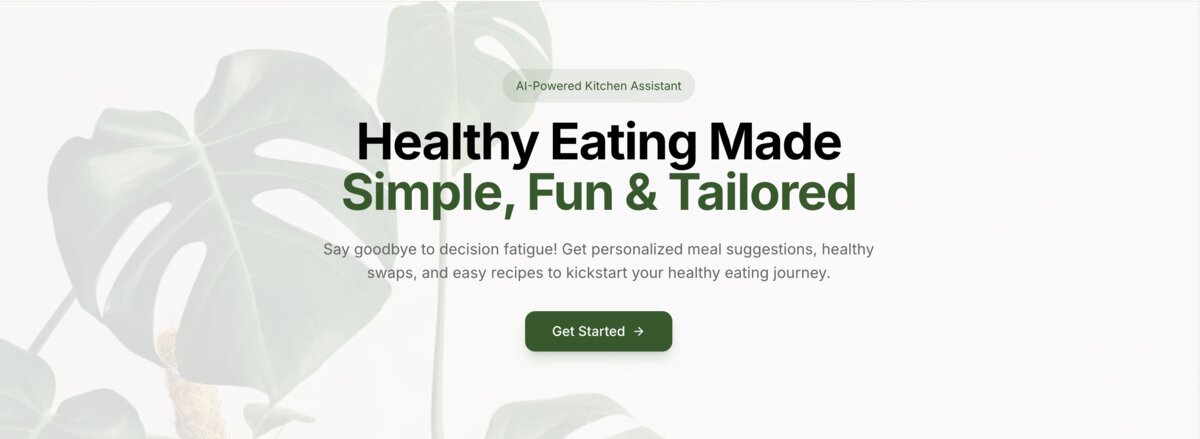 AI-Powered Kitchen Assistant
Healthy Eating Made
Simple, Fun & Tailored
Say goodbye to decision fatigue! Get personalized meal suggestions, healthy
swaps, and easy recipes to kickstart your healthy eating journey.
Get Started →